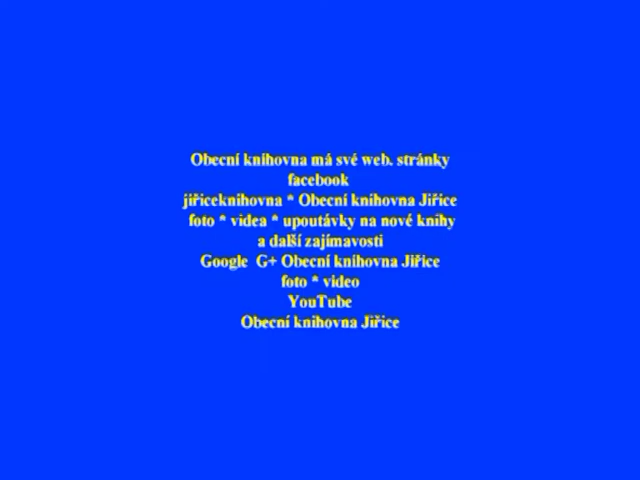 Obecní knihovna má své web. stránky
facebook
jiřiceknihovna * Obecní knihovna Jiřice
foto * videa * upoutávky na nové knihy
a další zajímavosti
Google G+ Obecní knihovna Jiřice
foto * video
YouTube
Obecní knihovna Jiřice